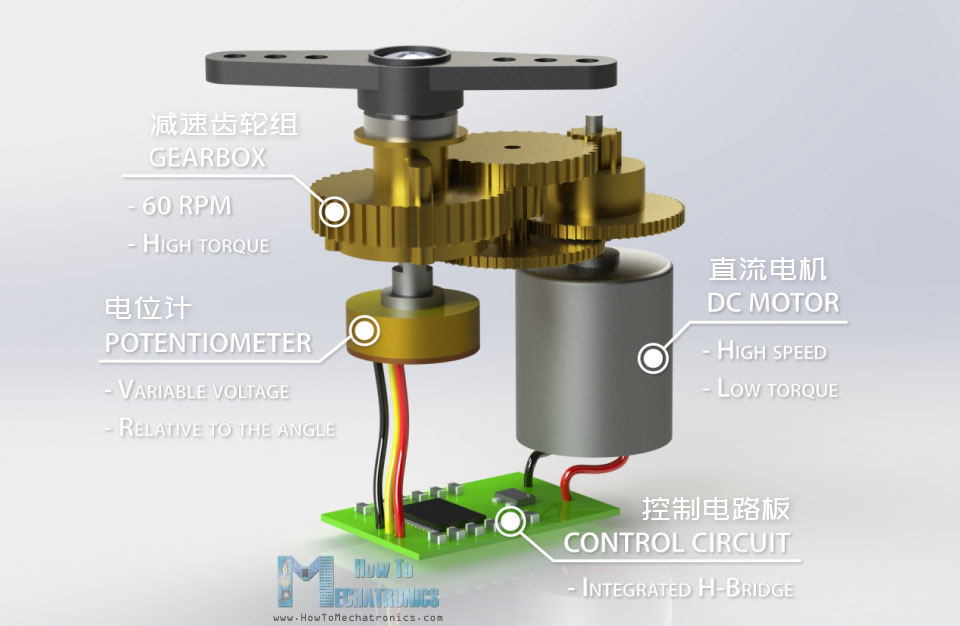 减速齿轮组
GEARBOX
- 60 RPM
- HIGH TORQUE
电位计
POTENTIOMETER
- VARIABLE VOLTAGE
- RELATIVE TO THE ANGLE
直流电机
DC MOTOR
- HIGH SPEED
- LOW TORQUE
控制电路板
CONTROL CIRCUIT
- INTEGRATED H-BRIDGE
HOW TO
MECHATRONICS
www.HowToMechatronics.com